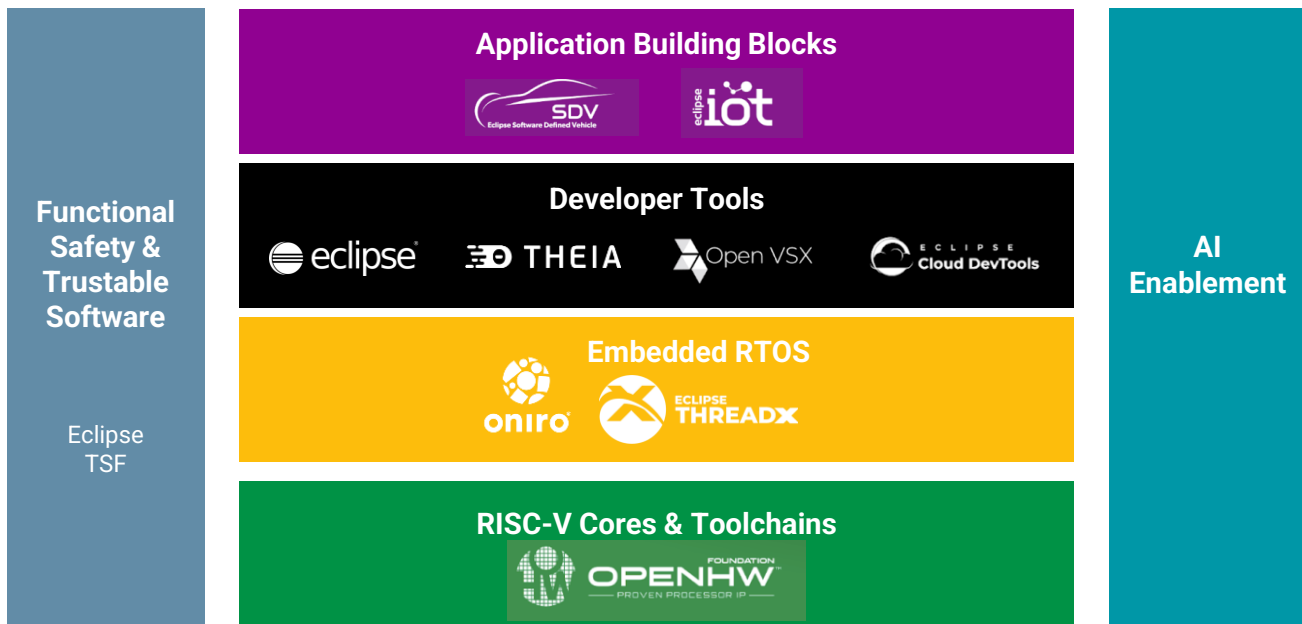 Functional
Safety &
Trustable
Software
Eclipse
TSF
Application Building Blocks
SDV
Eclipse Software Defined Vehicle
eclipse
iot
Developer Tools
eclipse
THEIA
Open VSX
ECLIPSE
Cloud DevTools
Embedded RTOS
oniro
ECLIPSE
THREADX
RISC-V Cores & Toolchains
FOUNDATION
OPENHW™
PROVEN PROCESSOR IP
AI
Enablement